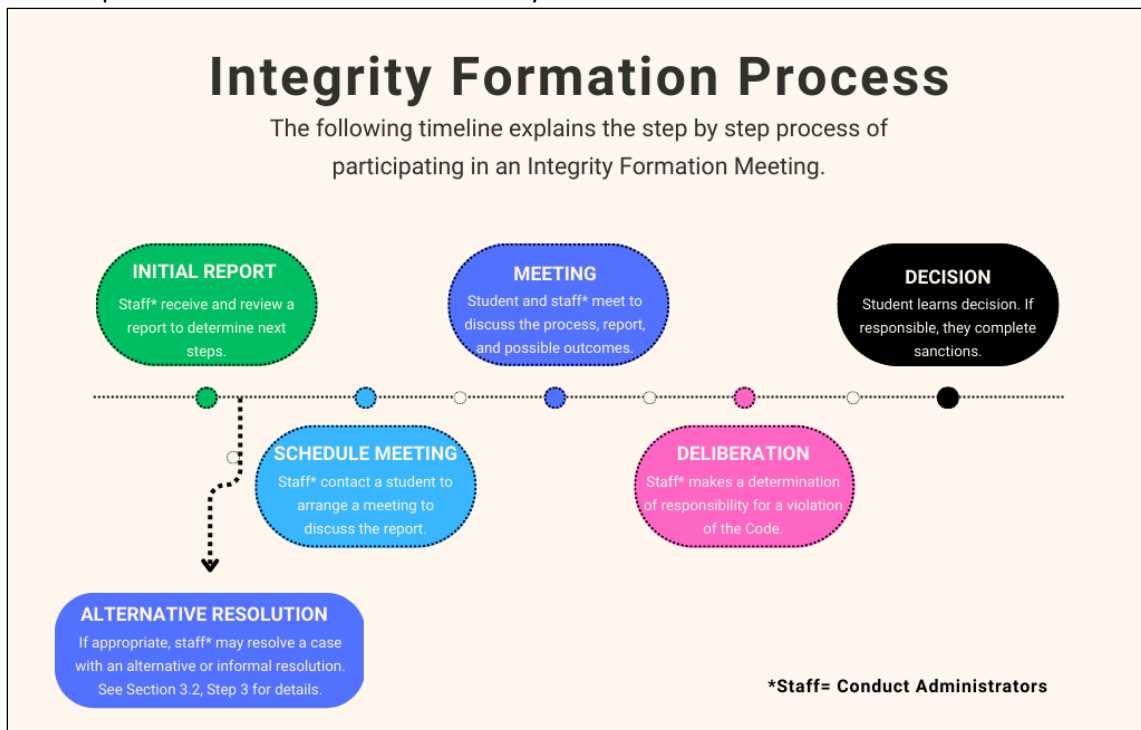 Integrity Formation Process
The following timeline explains the step by step process of
participating in an Integrity Formation Meeting.
INITIAL REPORT
Staff* receive and review a
report to determine next
steps.
MEETING
Student and staff* meet to
discuss the process, report,
and possible outcomes.
DECISION
Student learns decision. If
responsible, they complete
sanctions.
SCHEDULE MEETING
Staff* contact a student to
arrange a meeting to
discuss the report.
DELIBERATION
Staff* makes a determination
of responsibility for a violation
of the Code.
ALTERNATIVE RESOLUTION
If appropriate, staff* may resolve a case
with an alternative or informal resolution.
See Section 3.2, Step 3 for details.
*Staff= Conduct Administrators